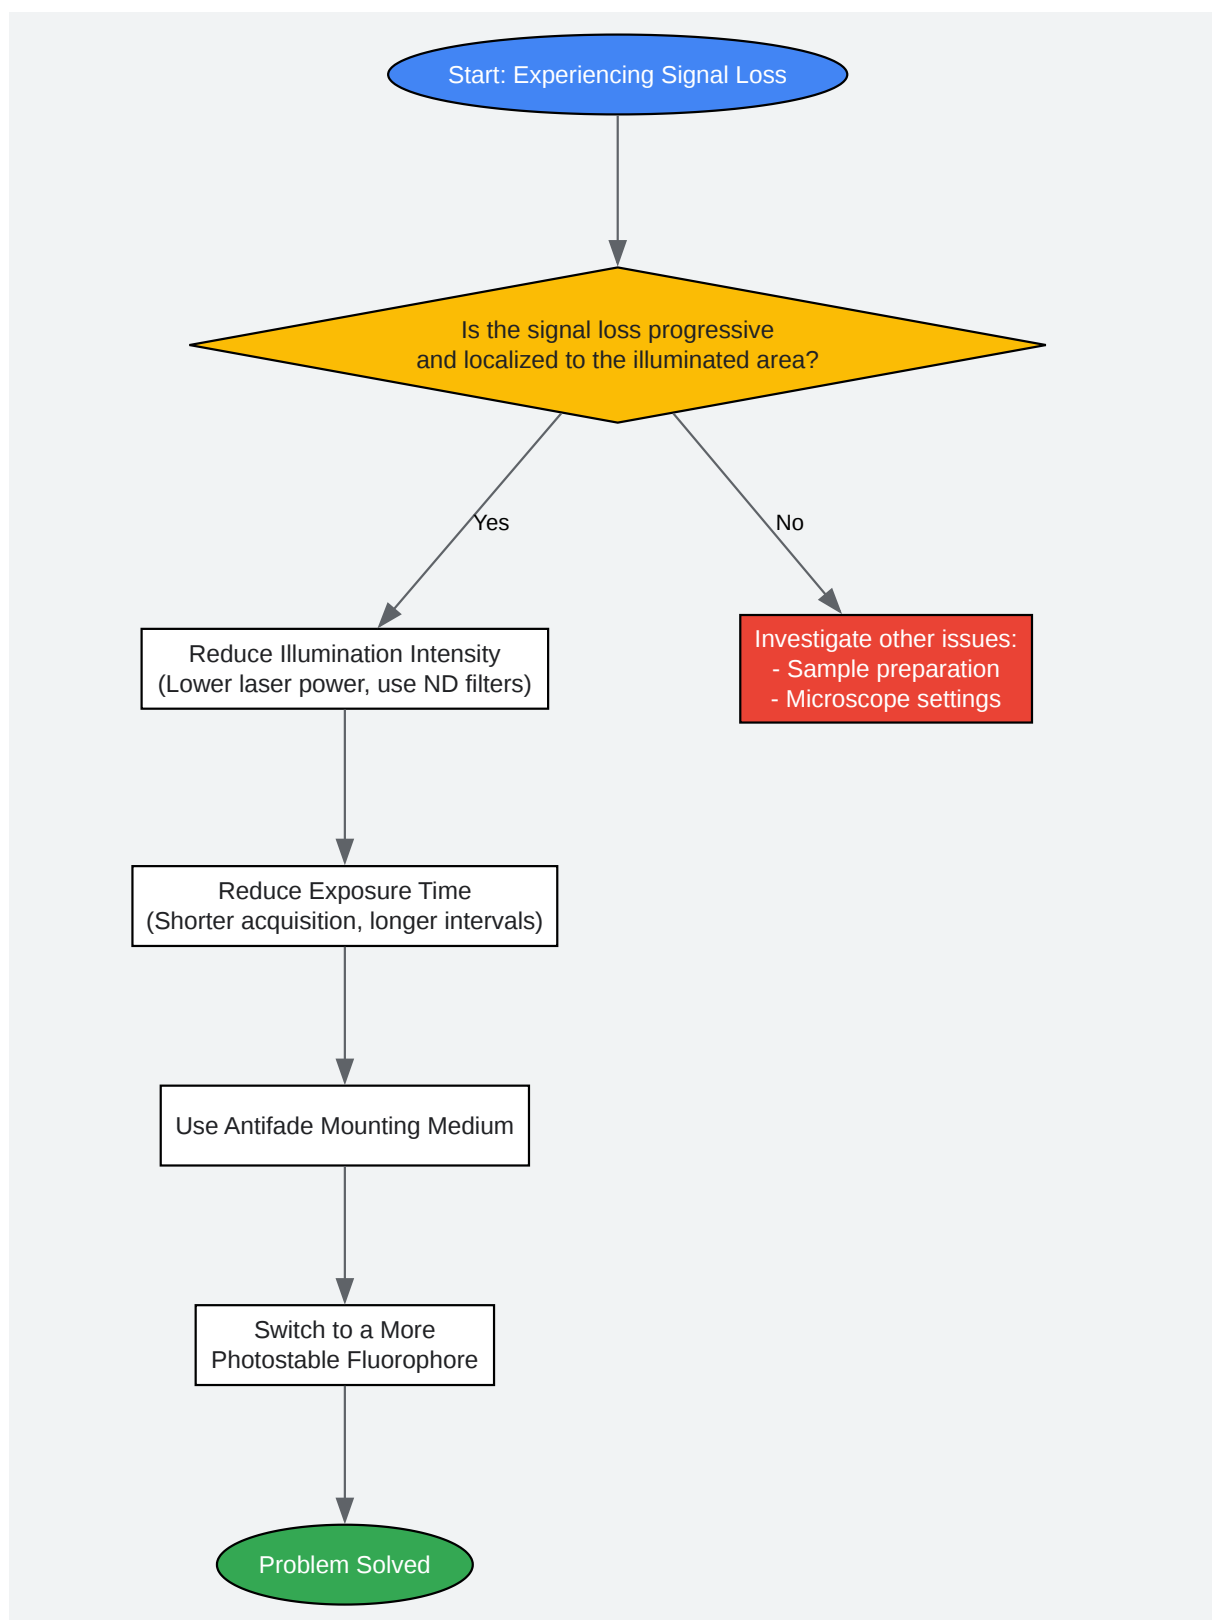 Start: Experiencing Signal Loss
Is the signal loss progressive
and localized to the illuminated area?
Yes
No
Reduce Illumination Intensity
(Lower laser power, use ND filters)
Investigate other issues:
- Sample preparation
- Microscope settings
Reduce Exposure Time
(Shorter acquisition, longer intervals)
Use Antifade Mounting Medium
Switch to a More
Photostable Fluorophore
Problem Solved